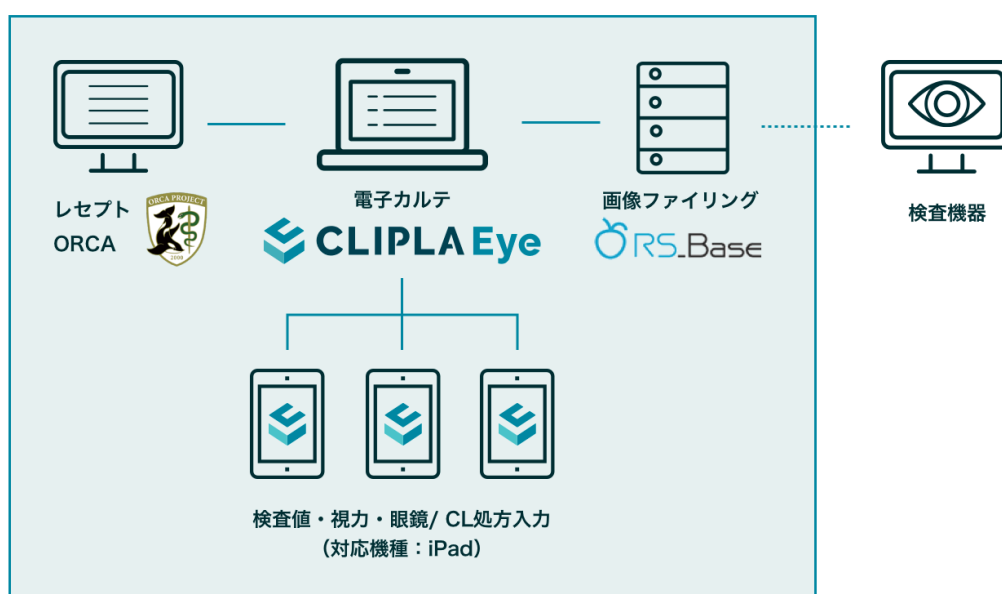 レセプト
ORCA
ORCA PROJECT
2000
電子カルテ
CLIPLA Eye
画像ファイリング
ORS_Base
検査機器
検査値・視力・眼鏡/ CL処方入力
(対応機種:iPad)